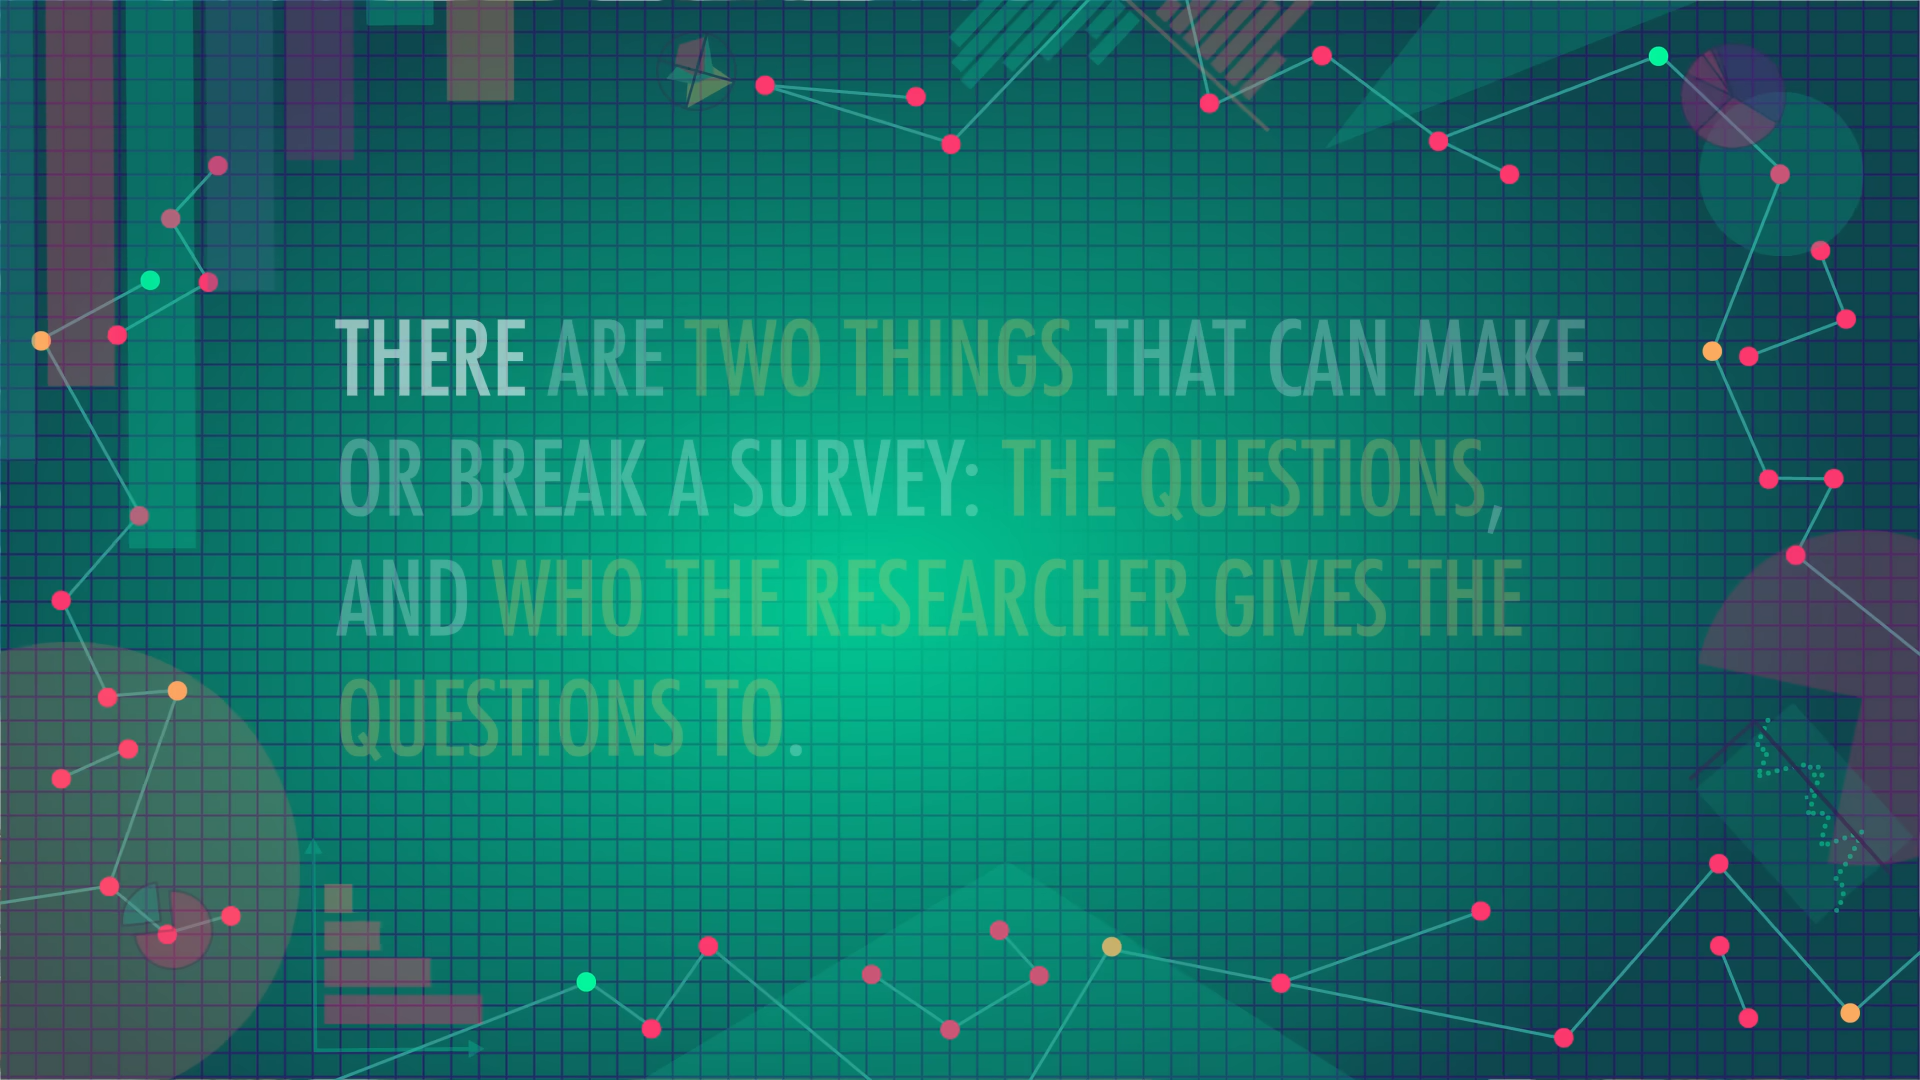 THERE ARE TWO THINGS THAT CAN MAKE
OR BREAK A SURVEY: THE QUESTIONS,
AND WHO THE RESEARCHER GIVES THE
QUESTIONS TO.